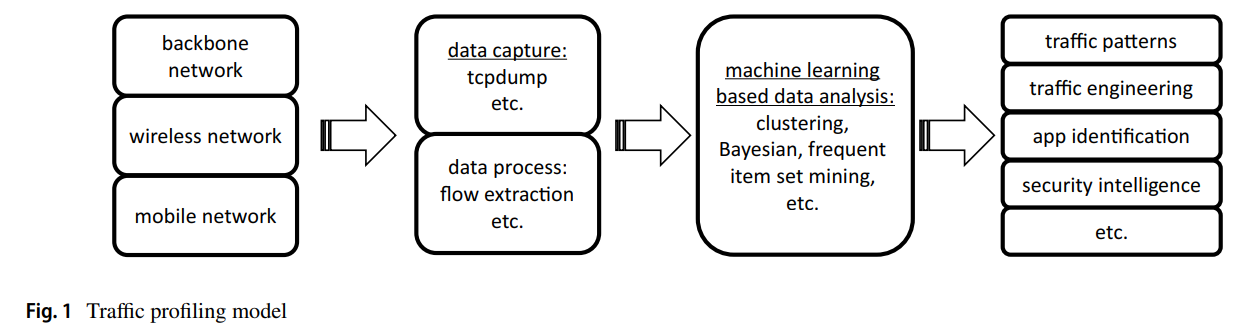 backbone
network
wireless network
mobile network
data capture:
tcpdump
etc.
data process:
flow extraction
etc.
machine learning
based data analysis:
clustering,
Bayesian, frequent
item set mining,
etc.
traffic patterns
traffic engineering
app identification
security intelligence
etc.
Fig. 1 Traffic profiling model